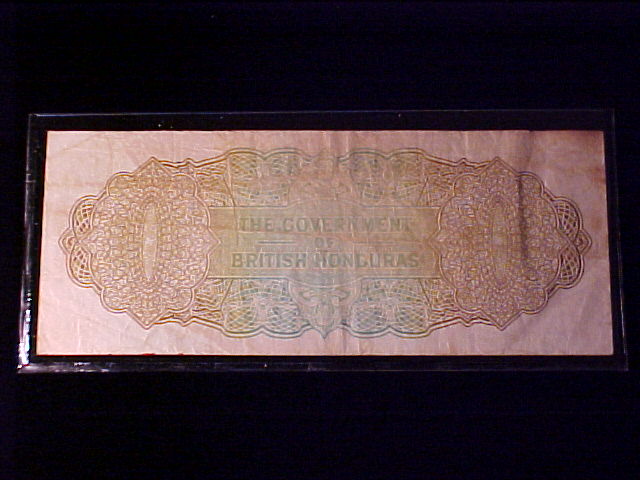 THE GOVERNMENT
OF
BRITISH HONDURAS